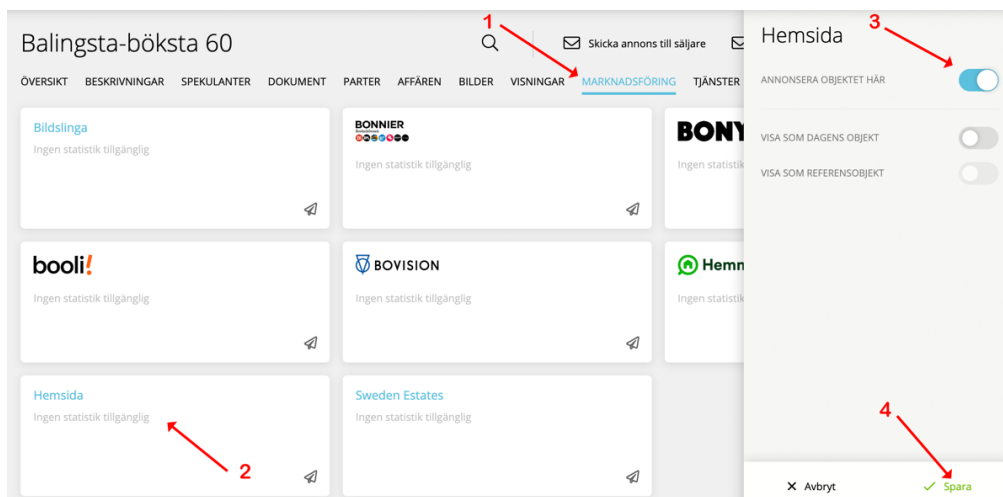 Balingsta-böksta 60
Skicka annons till säljare
ÖVERSIKT BESKRIVNINGAR SPEKULANTER DOKUMENT PARTER AFFÄREN BILDER VISNINGAR MARKNADSFÖRING TJÄNSTER
1
Bildslinga
Ingen statistik tillgänglig
BONNIER
Ingen statistik tillgänglig
BONY
Ingen statistik
booli!
Ingen statistik tillgänglig
BOVISION
Ingen statistik tillgänglig
Hemn
Ingen statistik
Hemsida
Ingen statistik tillgänglig
2
Sweden Estates
Ingen statistik tillgänglig
Hemsida
3
ANNONSERA OBJEKTET HÄR
VISA SOM DAGENS OBJEKT
VISA SOM REFERENSOBJEKT
4
Avbryt
Spara